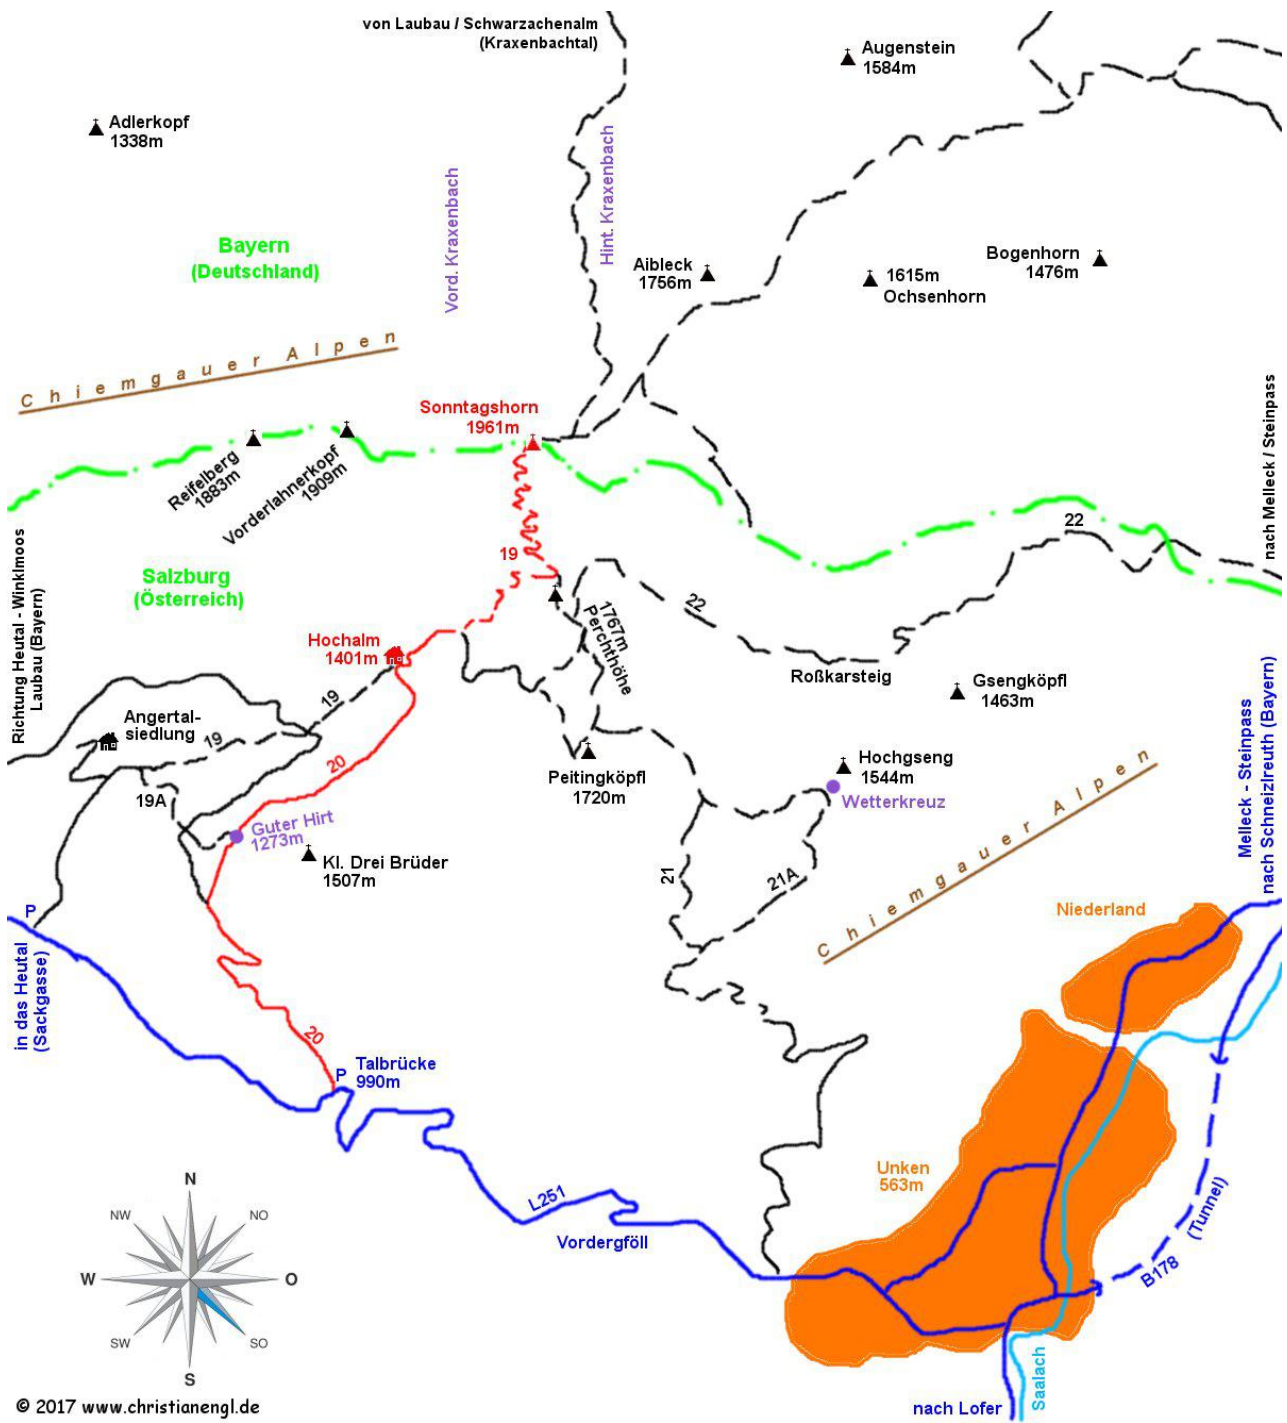 von Laubau / Schwarzachenalm
(Kraxenbachtal)
Augenstein
1584m
Adlerkopf
1338m
Vord. Kraxenbach
Hint. Kraxenbach
Bayern
(Deutschland)
Aibleck
1756m
1615m
Ochsenhorn
Bogenhorn
1476m
Chiemgauer Alpen
Sonntagshorn
1961m
Reifelberg
1883m
Vorderlahnerkopf
1909m
nach Melleck / Steinpass
22
19
Salzburg
(Österreich)
22
1767m
Perchthöhe
Richtung Heutal - Winklmoos
Laubau (Bayern)
Hochalm
1401m
Roßkarsteig
Gsengköpfl
1463m
19
Angertal-
siedlung
19
20
Peitingköpfl
1720m
Hochgseng
1544m
Wetterkreuz
Melleck - Steinpass
nach Schneizlreuth (Bayern)
19A
Guter Hirt
1273m
Kl. Drei Brüder
1507m
21
21A
Chiemgauer Alpen
P
in das Heutal
(Sackgasse)
Niederland
20
P
Talbrücke
990m
Unken
563m
L251
Vordergföll
B178
(Tunnel)
N
NW
NO
W
O
SW
SO
S
Saalach
nach Lofer
© 2017 www.christianengl.de